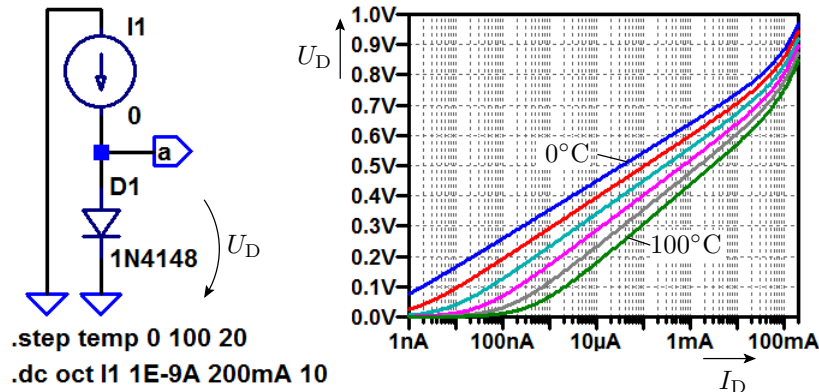 I1
0
a
D1
1N4148
U_D
.step temp 0 100 20
.dc oct I1 1E-9A 200mA 10
U_D
1.0V
0.9V
0.8V
0.7V
0.6V
0.5V
0.4V
0.3V
0.2V
0.1V
0.0V
0°C
100°C
1nA 100nA 10µA 1mA 100mA
I_D